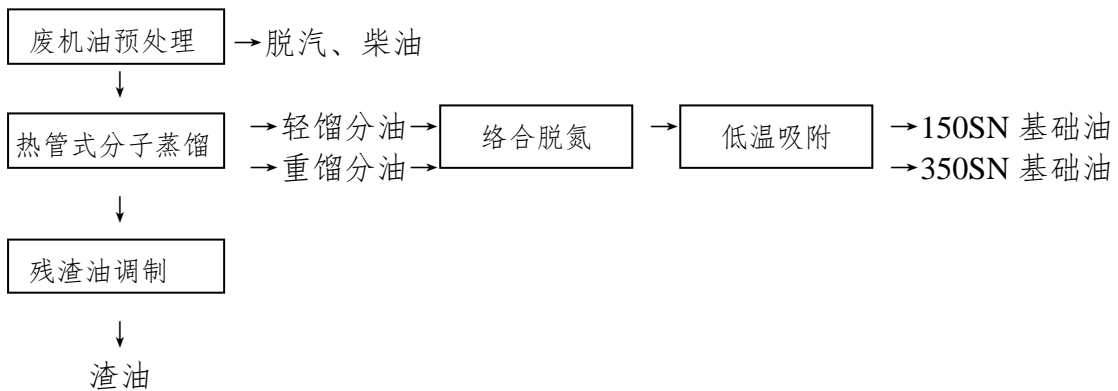 废机油预处理 →脱汽、柴油
↓
热管式分子蒸馏 →轻馏分油→ 络合脱氮 → 低温吸附 →150SN 基础油
→重馏分油→ →350SN 基础油
↓
残渣油调制
↓
渣油